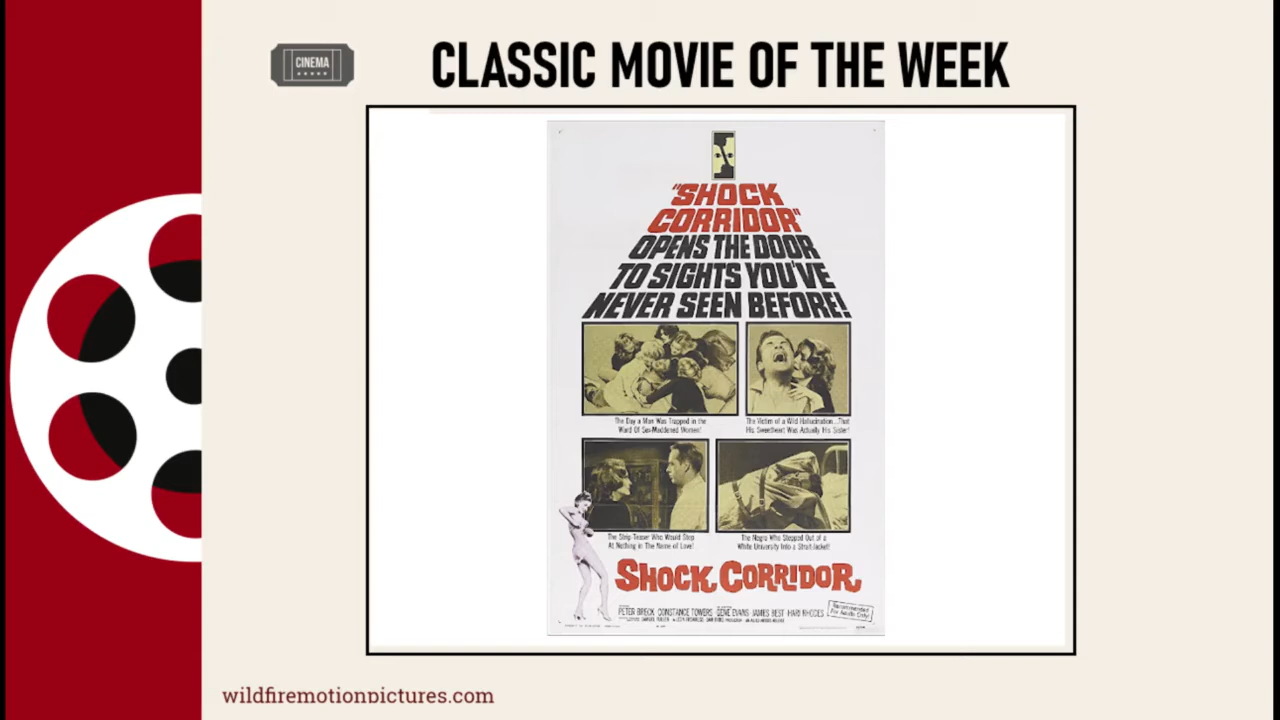 CINEMA
CLASSIC MOVIE OF THE WEEK
"SHOCK
CORRIDOR"
OPENS THE DOOR
TO SIGHTS YOU'VE
NEVER SEEN BEFORE!
The Day a Man Was Trapped in the
Ward Of Sex-Maddened Women!
The Victim of a Wild Hallucination...That
His Sweetheart Was Actually His Sister!
The Strip-Teaser Who Would Stop
At Nothing in The Name of Love!
The Negro Who Stepped Out of a
White University Into a Strait Jacket!
SHOCK CORRIDOR
PETER BRECK CONSTANCE TOWERS GENE EVANS JAMES BEST HARI RHODES
Recommended
For Adults Only!
wildfiremotionpictures.com